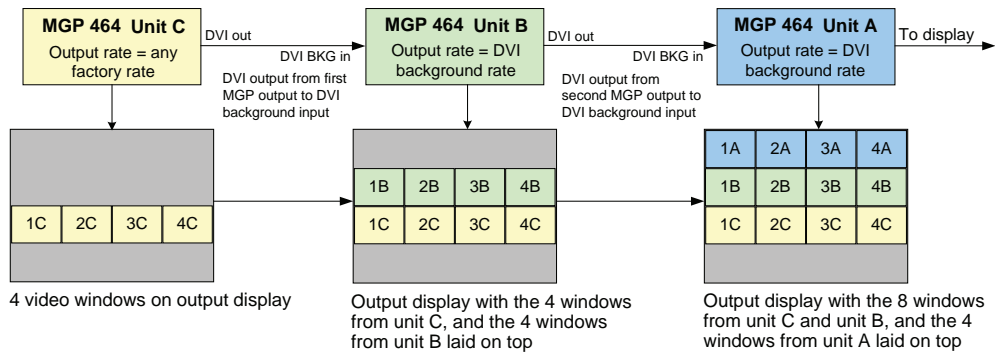 MGP 464 Unit C
Output rate = any
factory rate
DVI out
DVI BKG in
DVI output from first
MGP output to DVI
background input
MGP 464 Unit B
Output rate = DVI
background rate
DVI out
DVI BKG in
DVI output from
second MGP output to
DVI background input
MGP 464 Unit A
Output rate = DVI
background rate
To display
1C 2C 3C 4C
4 video windows on output display
1B 2B 3B 4B
1C 2C 3C 4C
Output display with the 4 windows
from unit C, and the 4 windows
from unit B laid on top
1A 2A 3A 4A
1B 2B 3B 4B
1C 2C 3C 4C
Output display with the 8 windows
from unit C and unit B, and the 4
windows from unit A laid on top